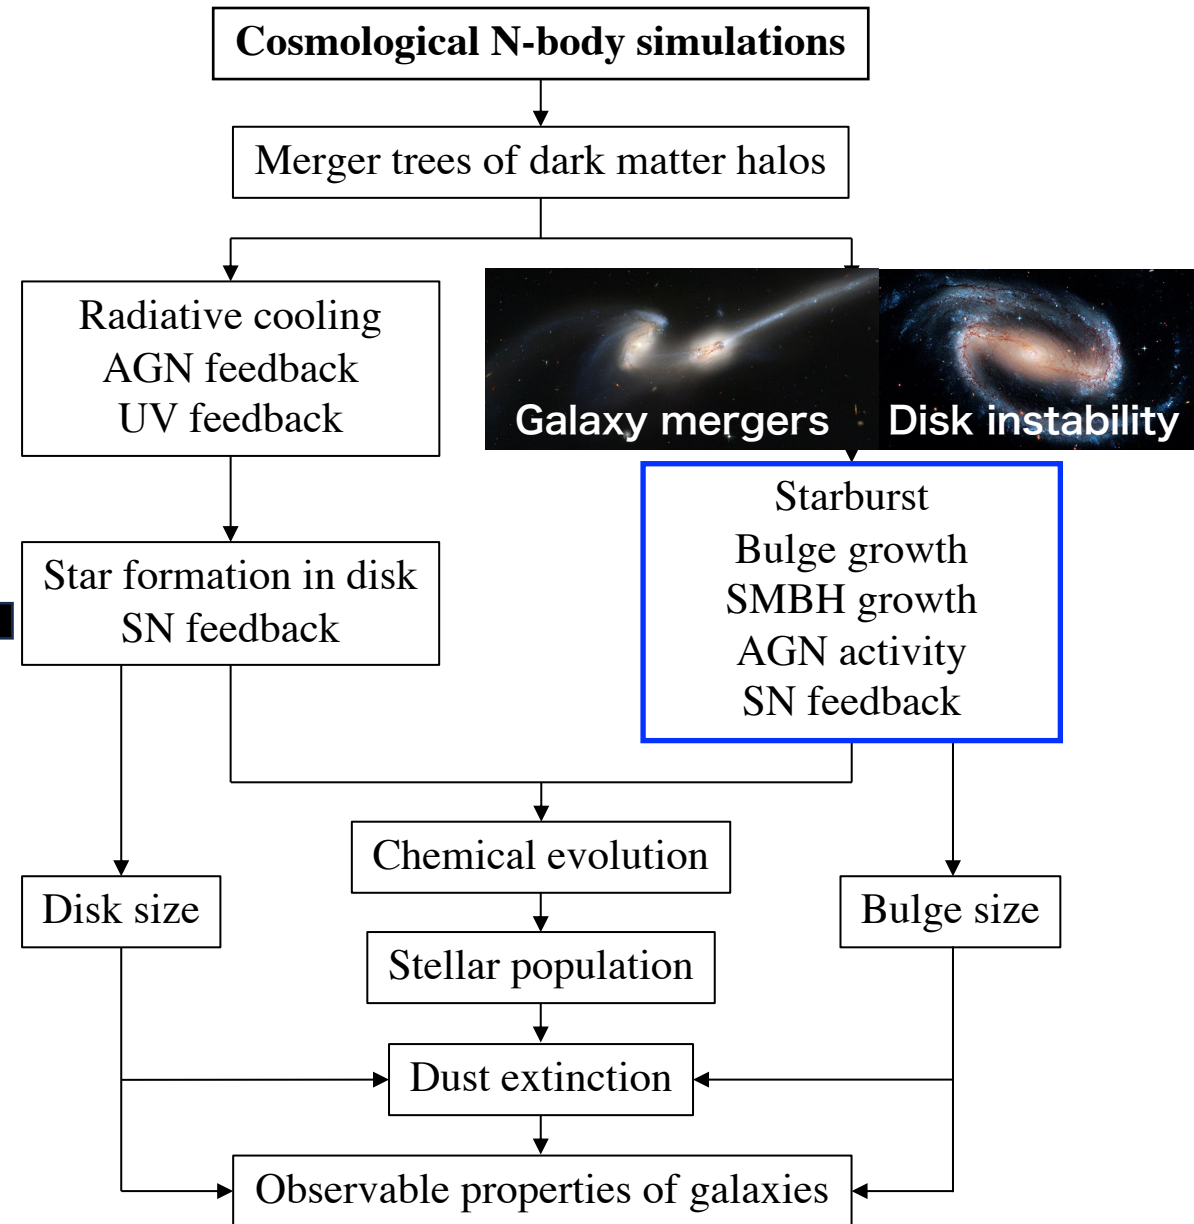 Cosmological N-body simulations
Merger trees of dark matter halos
Radiative cooling
AGN feedback
UV feedback
Galaxy mergers
Disk instability
Starburst
Bulge growth
SMBH growth
AGN activity
SN feedback
Star formation in disk
SN feedback
Chemical evolution
Disk size
Bulge size
Stellar population
Dust extinction
Observable properties of galaxies